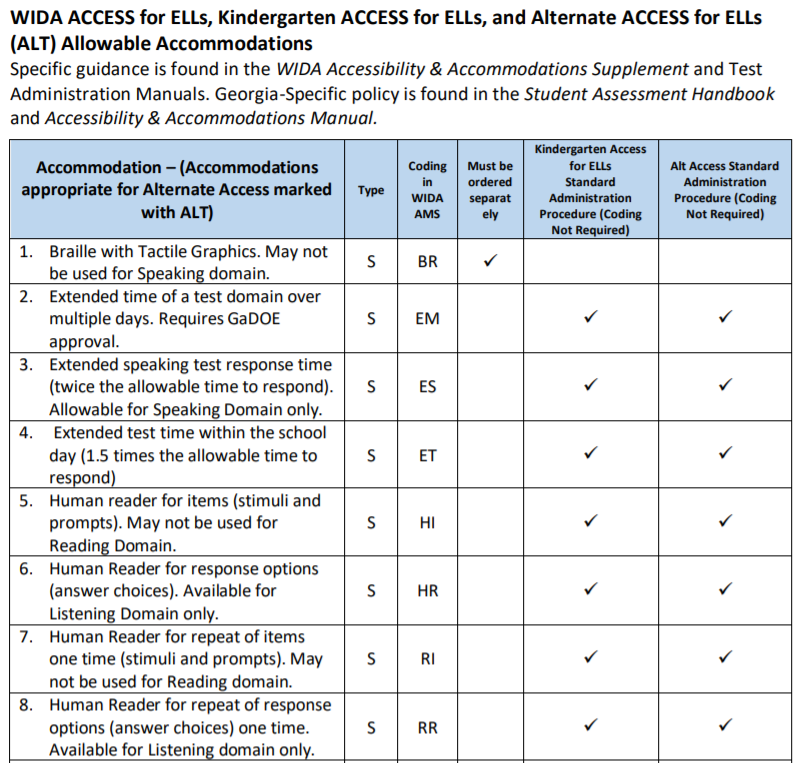 WIDA ACCESS for ELLs, Kindergarten ACCESS for ELLs, and Alternate ACCESS for ELLs
(ALT) Allowable Accommodations
Specific guidance is found in the WIDA Accessibility & Accommodations Supplement and Test
Administration Manuals. Georgia-Specific policy is found in the Student Assessment Handbook
and Accessibility & Accommodations Manual.
Accommodation – (Accommodations
appropriate for Alternate Access marked
with ALT)
Type
Coding
in
WIDA
AMS
Must be
ordered
separat
ely
Kindergarten Access
for ELLs
Standard
Administration
Procedure (Coding
Not Required)
Alt Access Standard
Administration
Procedure (Coding
Not Required)
1. Braille with Tactile Graphics. May not
be used for Speaking domain.
S
BR
✓
2. Extended time of a test domain over
multiple days. Requires GaDOE
approval.
S
EM
✓
✓
3. Extended speaking test response time
(twice the allowable time to respond).
Allowable for Speaking Domain only.
S
ES
✓
✓
4. Extended test time within the school
day (1.5 times the allowable time to
respond)
S
ET
✓
✓
5. Human reader for items (stimuli and
prompts). May not be used for
Reading Domain.
S
HI
✓
✓
6. Human Reader for response options
(answer choices). Available for
Listening Domain only.
S
HR
✓
✓
7. Human Reader for repeat of items
one time (stimuli and prompts). May
not be used for Reading domain.
S
RI
✓
✓
8. Human Reader for repeat of response
options (answer choices) one time.
Available for Listening domain only.
S
RR
✓
✓